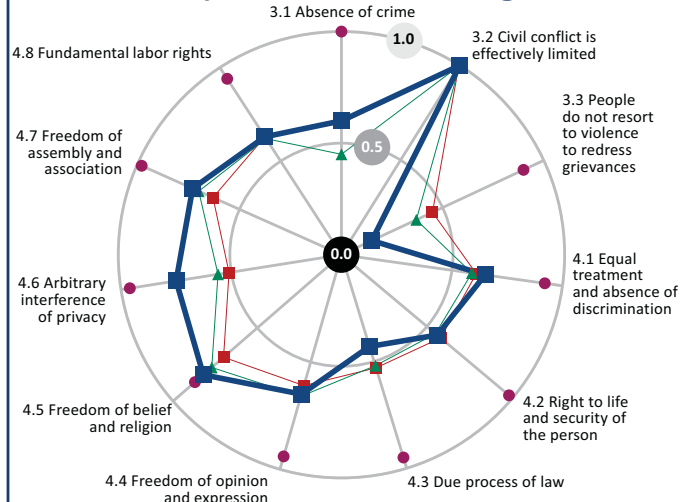 3.1 Absence of crime
1.0
3.2 Civil conflict is
effectively limited
4.8 Fundamental labor rights
3.3 People
do not resort
to violence
to redress
grievances
0.5
4.7 Freedom of
assembly and
association
0.0
4.1 Equal
treatment
and absence of
discrimination
4.6 Arbitrary
interference
of privacy
4.5 Freedom of belief
and religion
4.2 Right to life
and security of
the person
4.4 Freedom of opinion
and expression
4.3 Due process of law